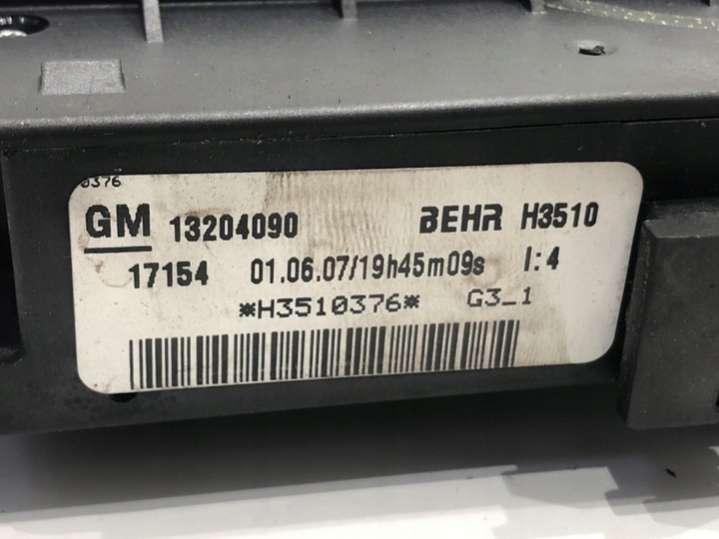 0376
GM 13204090 BEHR H3510
17154 01.06.07/19h45m09s I:4
*H3510376* G3_1